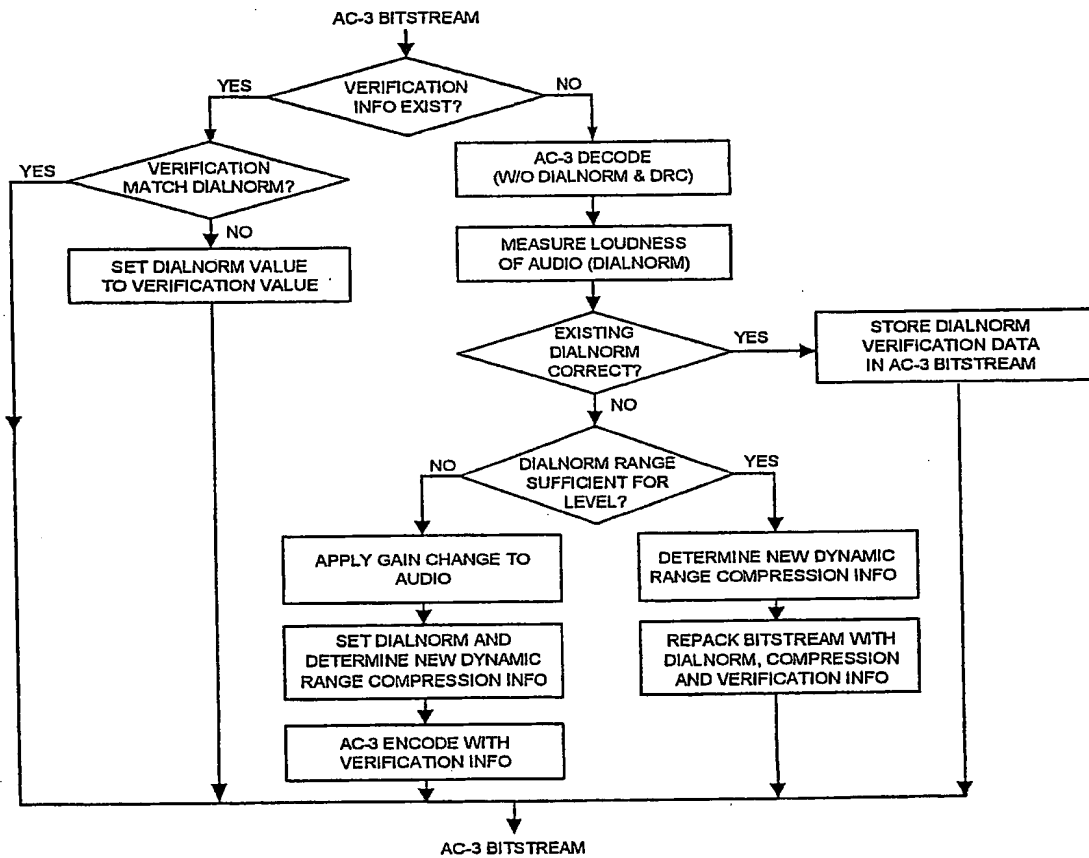 AC-3 BITSTREAM
YES
VERIFICATION
INFO EXIST?
NO
YES
VERIFICATION
MATCH DIALNORM?
AC-3 DECODE
(W/O DIALNORM & DRC)
NO
SET DIALNORM VALUE
TO VERIFICATION VALUE
MEASURE LOUDNESS
OF AUDIO (DIALNORM)
EXISTING
DIALNORM
CORRECT?
YES
STORE DIALNORM
VERIFICATION DATA
IN AC-3 BITSTREAM
NO
NO
DIALNORM RANGE
SUFFICIENT FOR
LEVEL?
YES
APPLY GAIN CHANGE TO
AUDIO
DETERMINE NEW DYNAMIC
RANGE COMPRESSION INFO
SET DIALNORM AND
DETERMINE NEW DYNAMIC
RANGE COMPRESSION INFO
REPACK BITSTREAM WITH
DIALNORM, COMPRESSION
AND VERIFICATION INFO
AC-3 ENCODE WITH
VERIFICATION INFO
AC-3 BITSTREAM